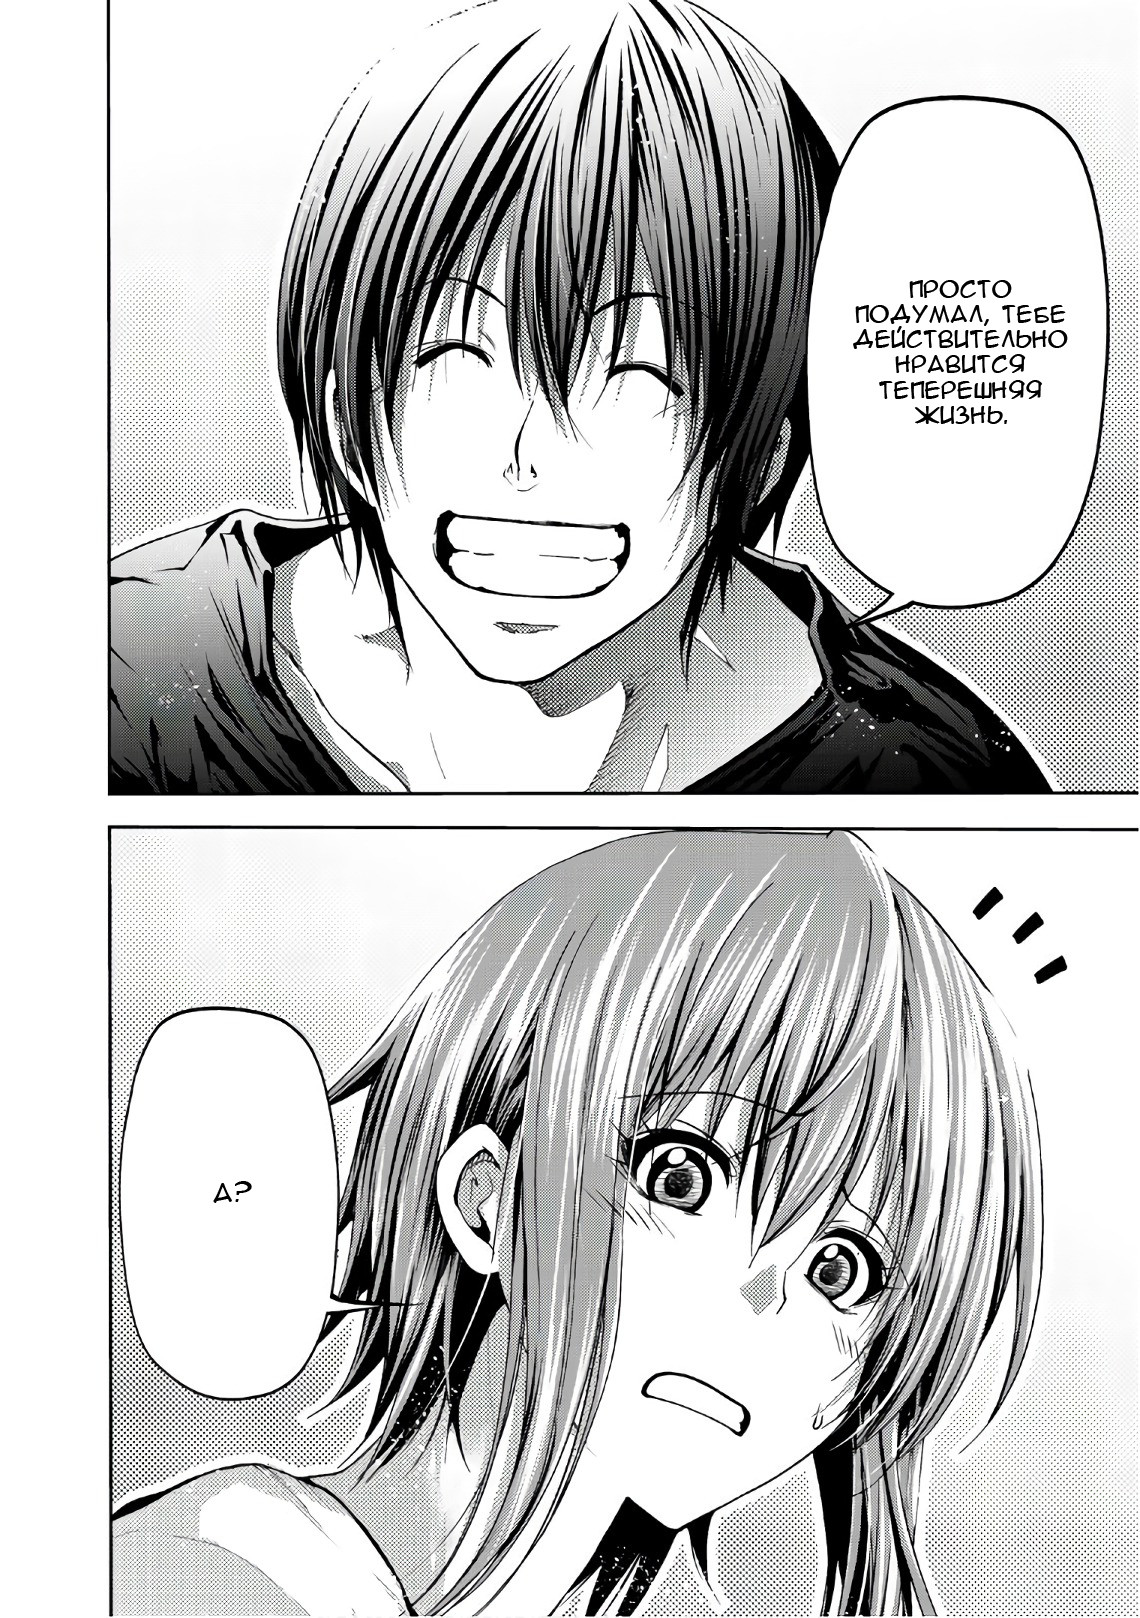 ПРОСТО
ПОДУМАЛ, ТЕБЕ
ДЕЙСТВИТЕЛЬНО
НРАВИТСЯ
ТЕПЕРЕШНЯЯ
ЖИЗНЬ.
А?